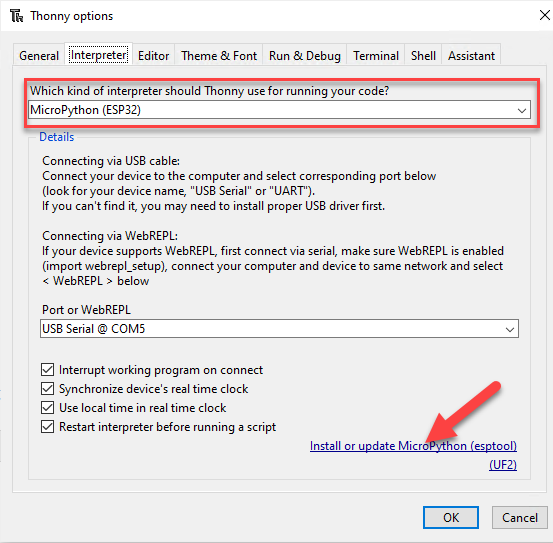 Thonny options
General Interpreter Editor Theme & Font Run & Debug Terminal Shell Assistant
Which kind of interpreter should Thonny use for running your code?
MicroPython (ESP32)
Details
Connecting via USB cable:
Connect your device to the computer and select corresponding port below
(look for your device name, "USB Serial" or "UART").
If you can't find it, you may need to install proper USB driver first.
Connecting via WebREPL:
If your device supports WebREPL, first connect via serial, make sure WebREPL is enabled
(import webrepl_setup), connect your computer and device to same network and select
< WebREPL > below
Port or WebREPL
USB Serial @ COM5
Interrupt working program on connect
Synchronize device's real time clock
Use local time in real time clock
Restart interpreter before running a script
Install or update MicroPython (esptool)
(UF2)
OK Cancel